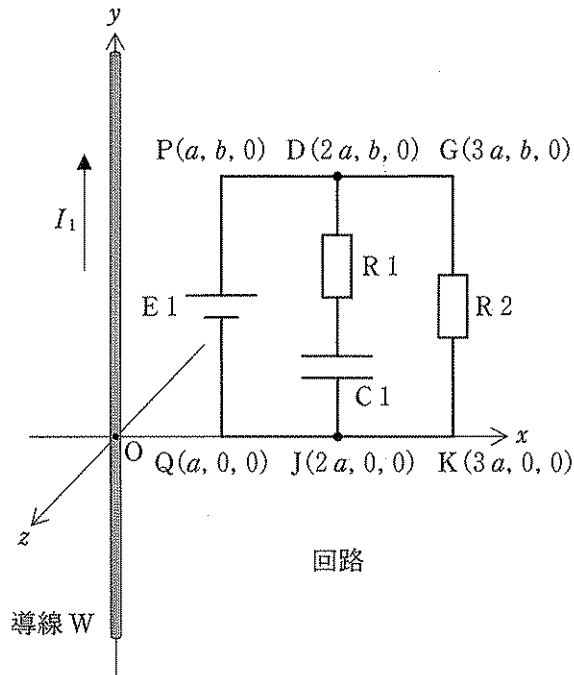 y
P(a, b, 0) D(2a, b, 0) G(3a, b, 0)
I₁
R1
E1
R2
C1
x
O
Q(a, 0, 0) J(2a, 0, 0) K(3a, 0, 0)
z
回路
導線 W